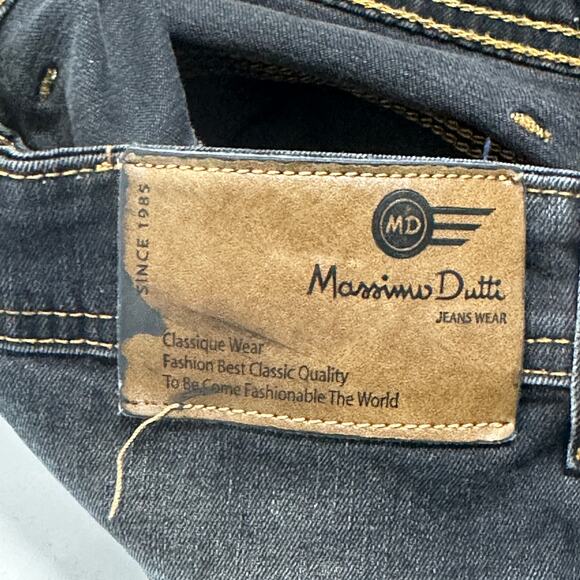 SINCE 1985
MD
Massimo Dutti
JEANS WEAR
Classique Wear
Fashion Best Classic Quality
To Be Come Fashionable The World